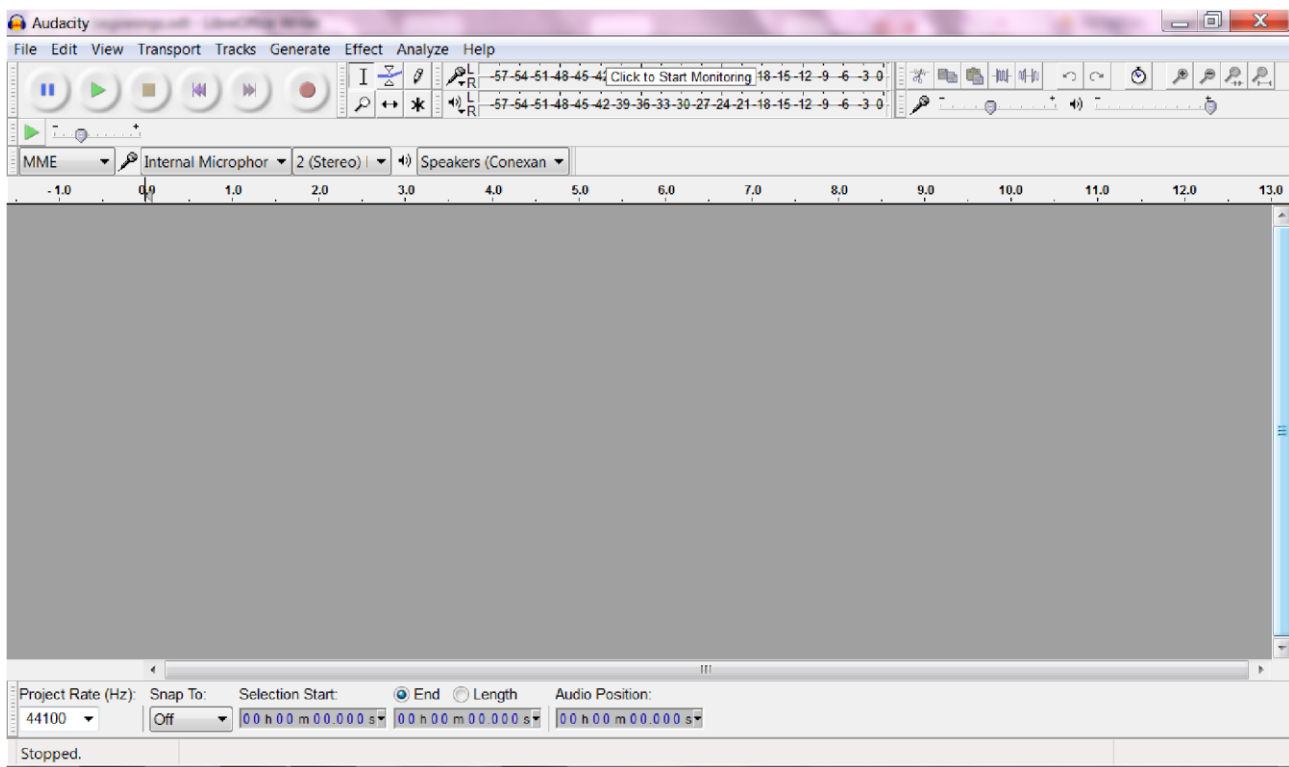 Audacity
File Edit View Transport Tracks Generate Effect Analyze Help
L R -57 -54 -51 -48 -45 -42 Click to Start Monitoring 18 -15 -12 -9 -6 -3 0
L R -57 -54 -51 -48 -45 -42 -39 -36 -33 -30 -27 -24 -21 -18 -15 -12 -9 -6 -3 0
MME Internal Microphor 2 (Stereo) Speakers (Conexan
- 1.0 1.0 2.0 3.0 4.0 5.0 6.0 7.0 8.0 9.0 10.0 11.0 12.0 13.0
Project Rate (Hz): Snap To: Selection Start: End Length Audio Position:
44100 Off 00 h 00 m 00.000 s 00 h 00 m 00.000 s 00 h 00 m 00.000 s
Stopped.